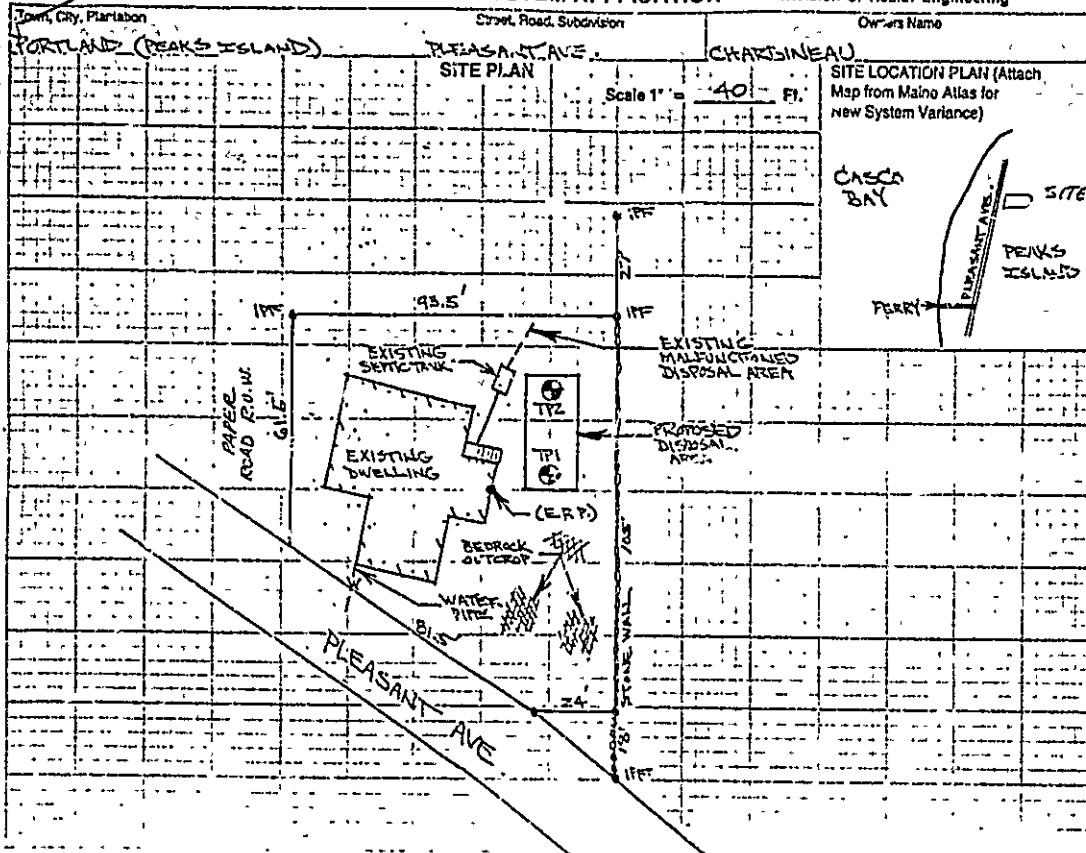 Town, City, Plantation
Street, Road, Subdivision
Owners Name
PORTLAND (PEAKS ISLAND)
PLEASANT AVE.
CHARBINEAU
SITE PLAN
Scale 1" = 40 Ft.
SITE LOCATION PLAN (Attach
Map from Maine Atlas for
New System Variance)
CASCO
BAY
SITE
PLEASANT AVE.
PEAKS
ISLAND
FERRY
IPF
27'
IPF
93.5'
IPF
EXISTING
SEPTIC TANK
EXISTING
MALFUNCTIONED
DISPOSAL AREA
PAPER
ROAD R.O.W.
61.5'
TP2
EXISTING
DWELLING
TP1
PROPOSED
DISPOSAL
AREA
(E.R.P.)
BEDROCK
OUTCROP
105'
WATER
PIPE
81.5
STONE WALL
PLEASANT AVE
24'
18'
IPF